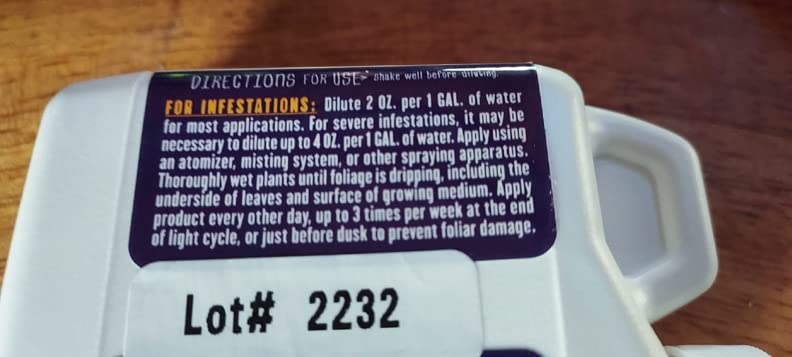 DIRECTIONS FOR USE- Shake well before diluting.
FOR INFESTATIONS: Dilute 2 OZ. per 1 GAL. of water
for most applications. For severe infestations, it may be
necessary to dilute up to 4 OZ. per 1 GAL. of water. Apply using
an atomizer, misting system, or other spraying apparatus.
Thoroughly wet plants until foliage is dripping, including the
underside of leaves and surface of growing medium. Apply
product every other day, up to 3 times per week at the end
of light cycle, or just before dusk to prevent foliar damage.
Lot# 2232